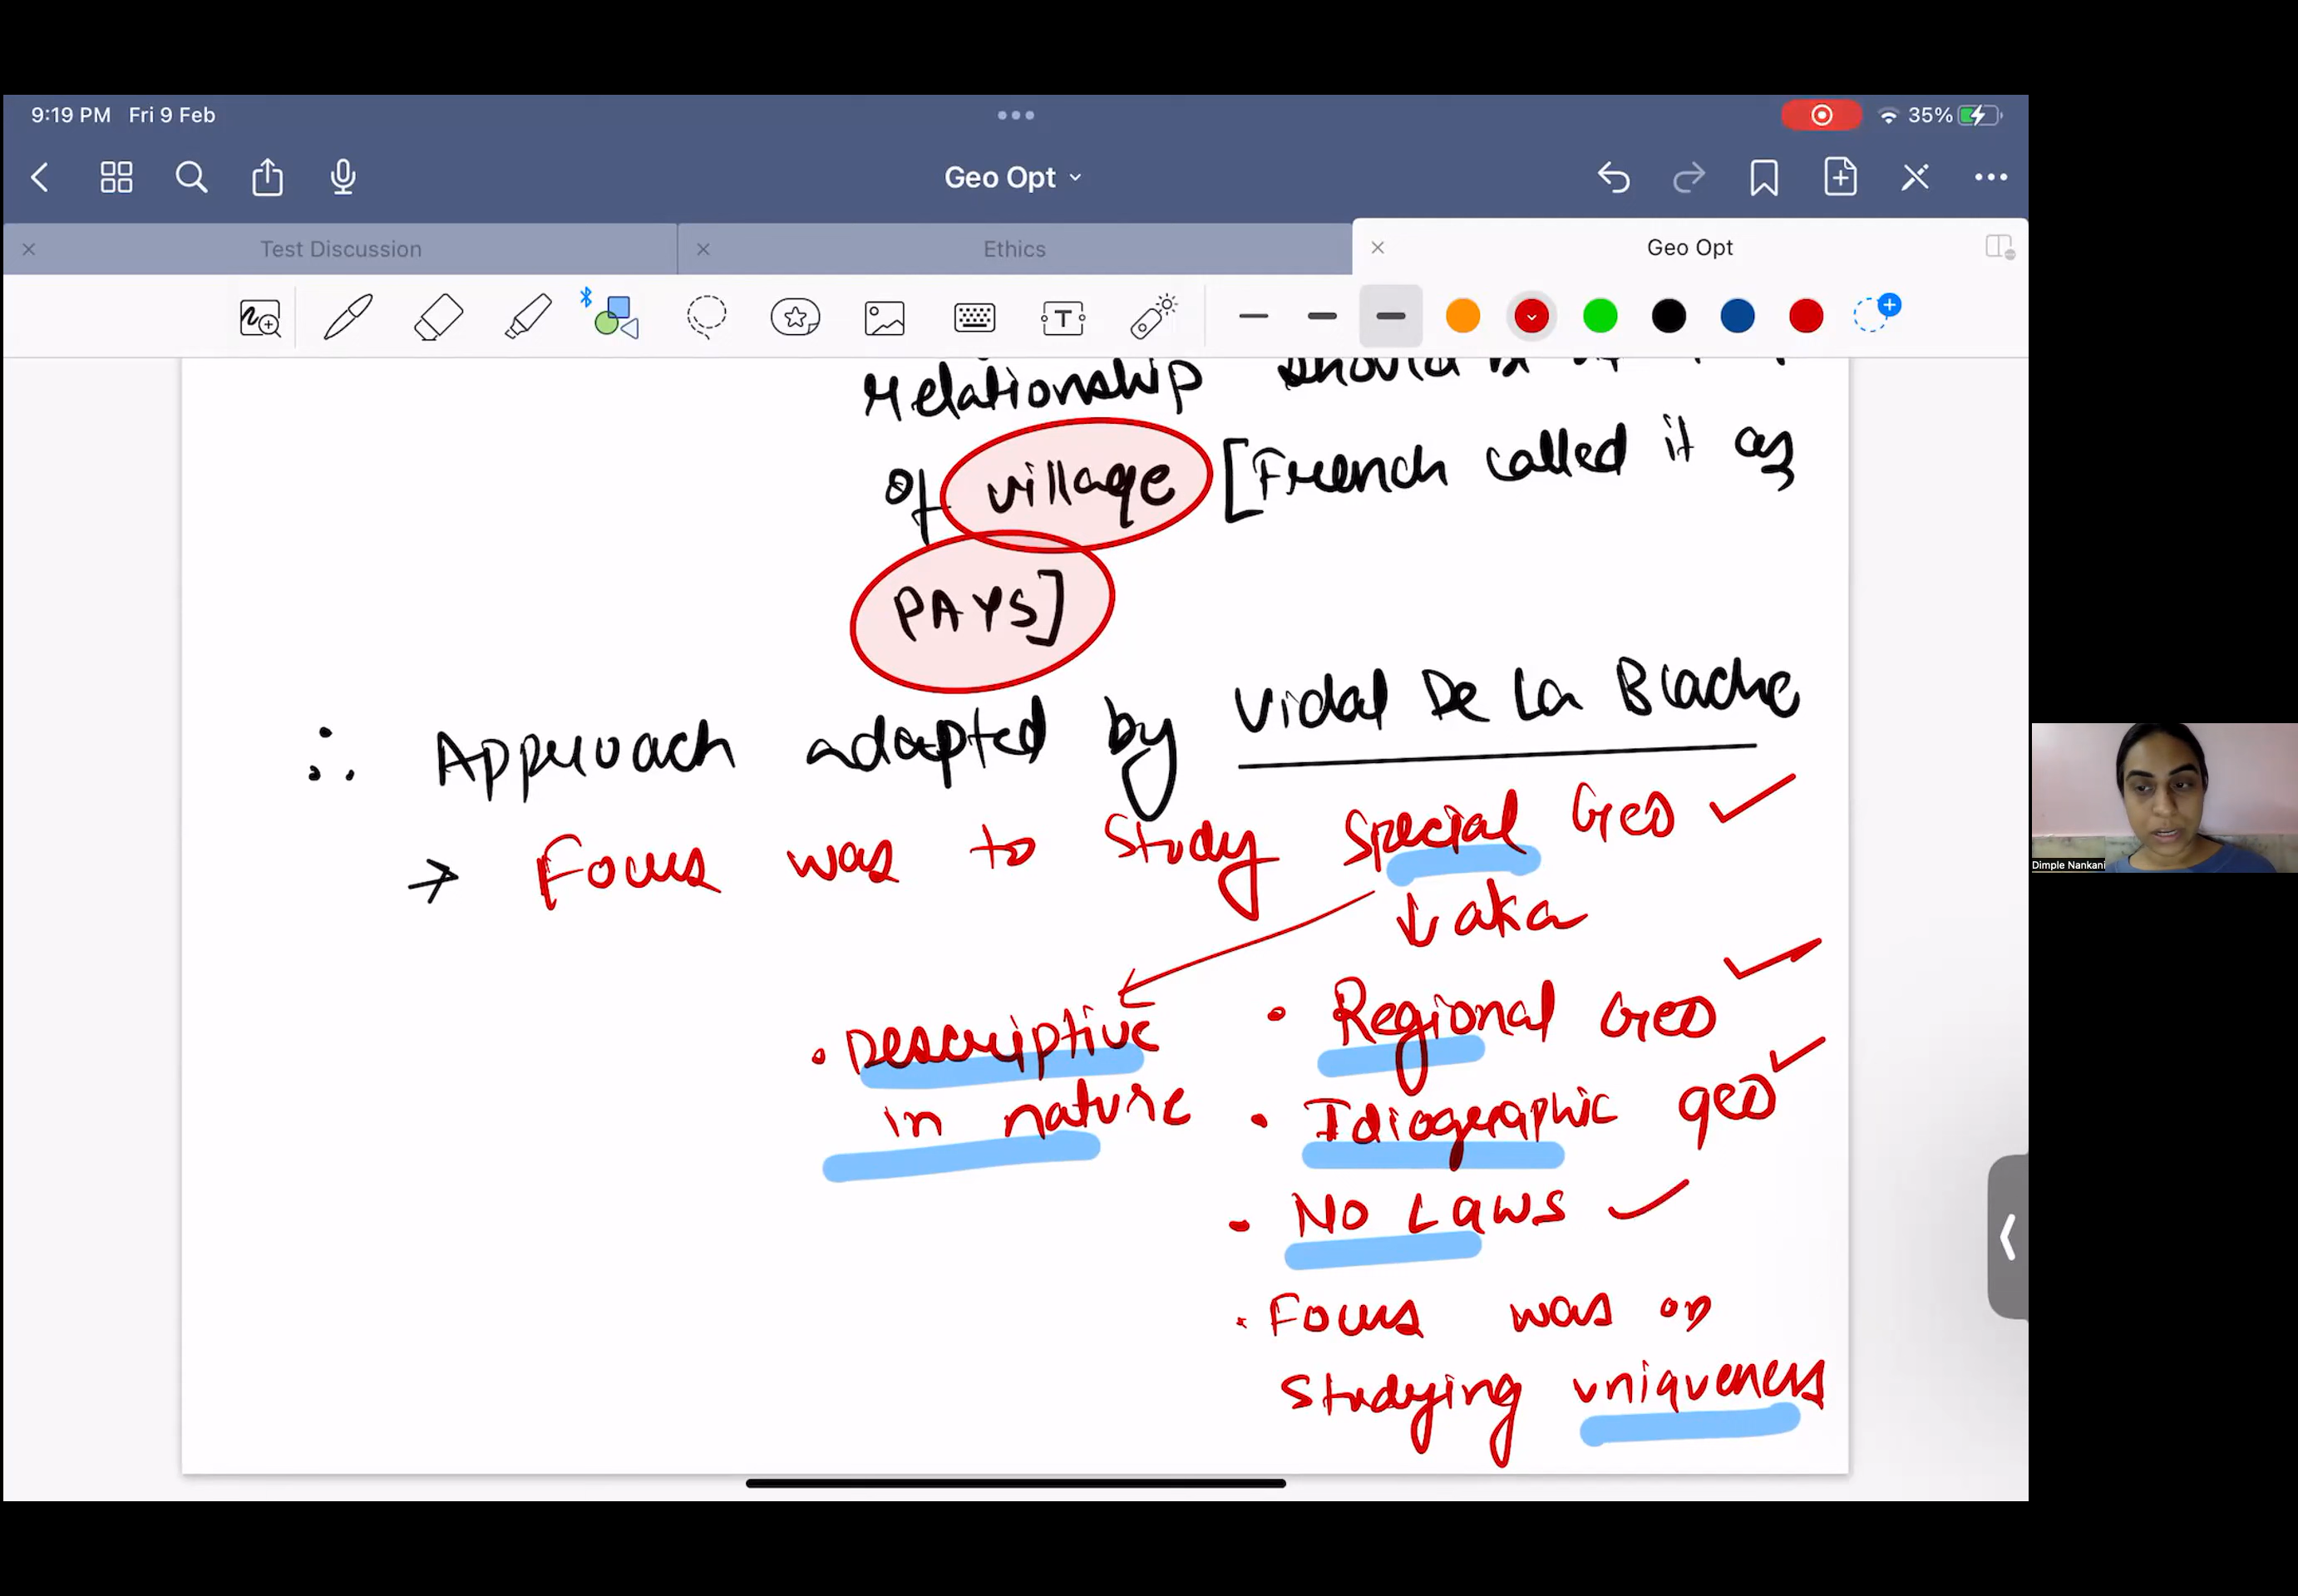 9:19 PM Fri 9 Feb
35%
Geo Opt
Test Discussion
Ethics
Geo Opt
T
relationship should
of village [French called it as
PAYS]
∴ Approach adapted by Vidal De La Blache
→ Focus was to study Special Geo ✓
↓ aka
• Descriptive
in nature
• Regional Geo ✓
• Idiographic geo ✓
• No Laws ✓
• Focus was on
studying uniqueness
Dimple Nankani